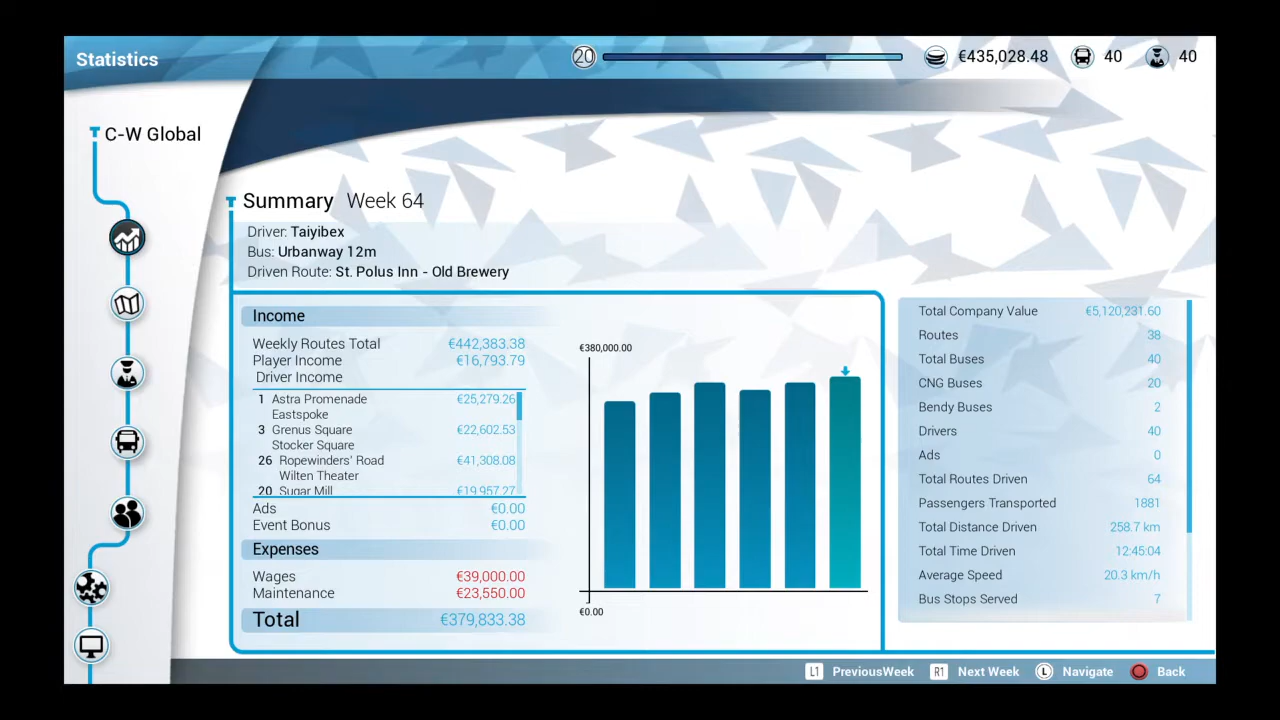 Statistics
20
€435,028.48
40
40
C-W Global
Summary Week 64
Driver: Taiyibex
Bus: Urbanway 12m
Driven Route: St. Polus Inn - Old Brewery
Income
Weekly Routes Total €442,383.38
Player Income €16,793.79
Driver Income
1 Astra Promenade €25,279.26
Eastspoke
3 Grenus Square €22,602.53
Stocker Square
26 Ropewinders' Road €41,308.08
Wilten Theater
20 Sugar Mill €19,957.27
Ads €0.00
Event Bonus €0.00
Expenses
Wages €39,000.00
Maintenance €23,550.00
Total €379,833.38
€380,000.00
€0.00
Total Company Value €5,120,231.60
Routes 38
Total Buses 40
CNG Buses 20
Bendy Buses 2
Drivers 40
Ads 0
Total Routes Driven 64
Passengers Transported 1881
Total Distance Driven 258.7 km
Total Time Driven 12:45:04
Average Speed 20.3 km/h
Bus Stops Served 7
L1 PreviousWeek R1 Next Week L Navigate Back